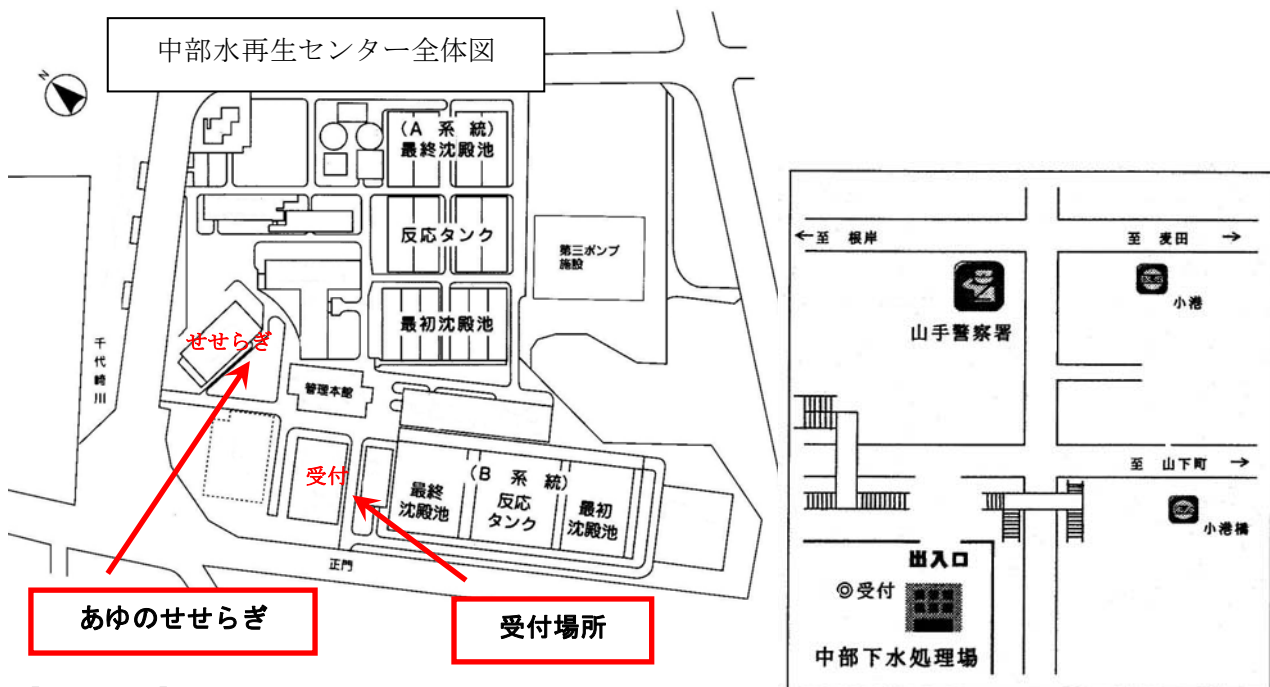 中部水再生センター全体図
N
(A 系 統)
最終沈殿池
反応タンク
第三ポンプ
施設
最初沈殿池
せせらぎ
千代崎川
管理本館
受付
(B 系 統)
最終
沈殿池
反応
タンク
最初
沈殿池
正門
あゆのせせらぎ
受付場所
←至 根岸
至 麦田 →
山手警察署
小港
至 山下町 →
小港橋
出入口
◎受付
中部下水処理場